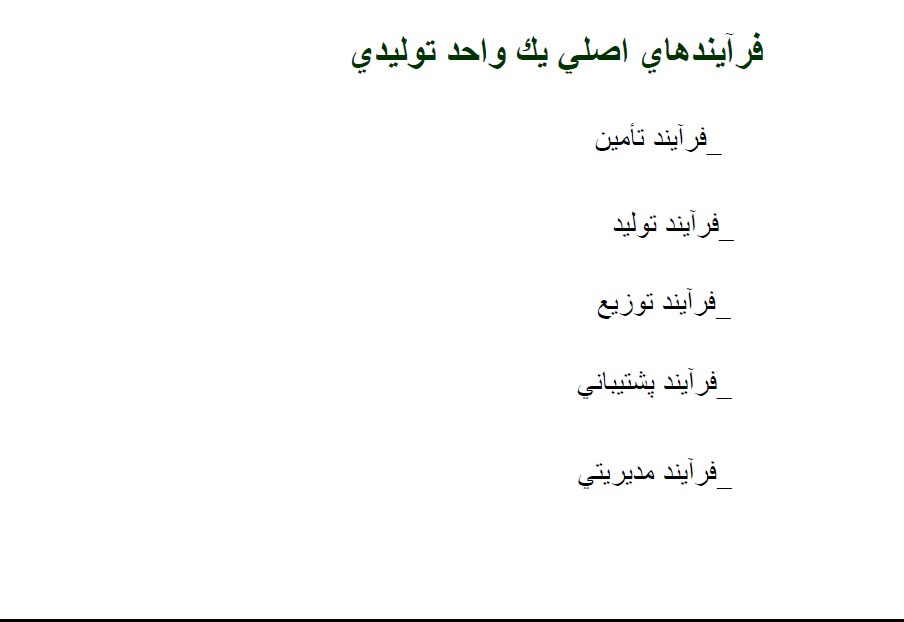 فرآيندهاي اصلي يك واحد توليدي
_فرآيند تأمين
_فرآيند توليد
_فرآيند توزيع
_فرآيند پشتيباني
_فرآيند مديريتي